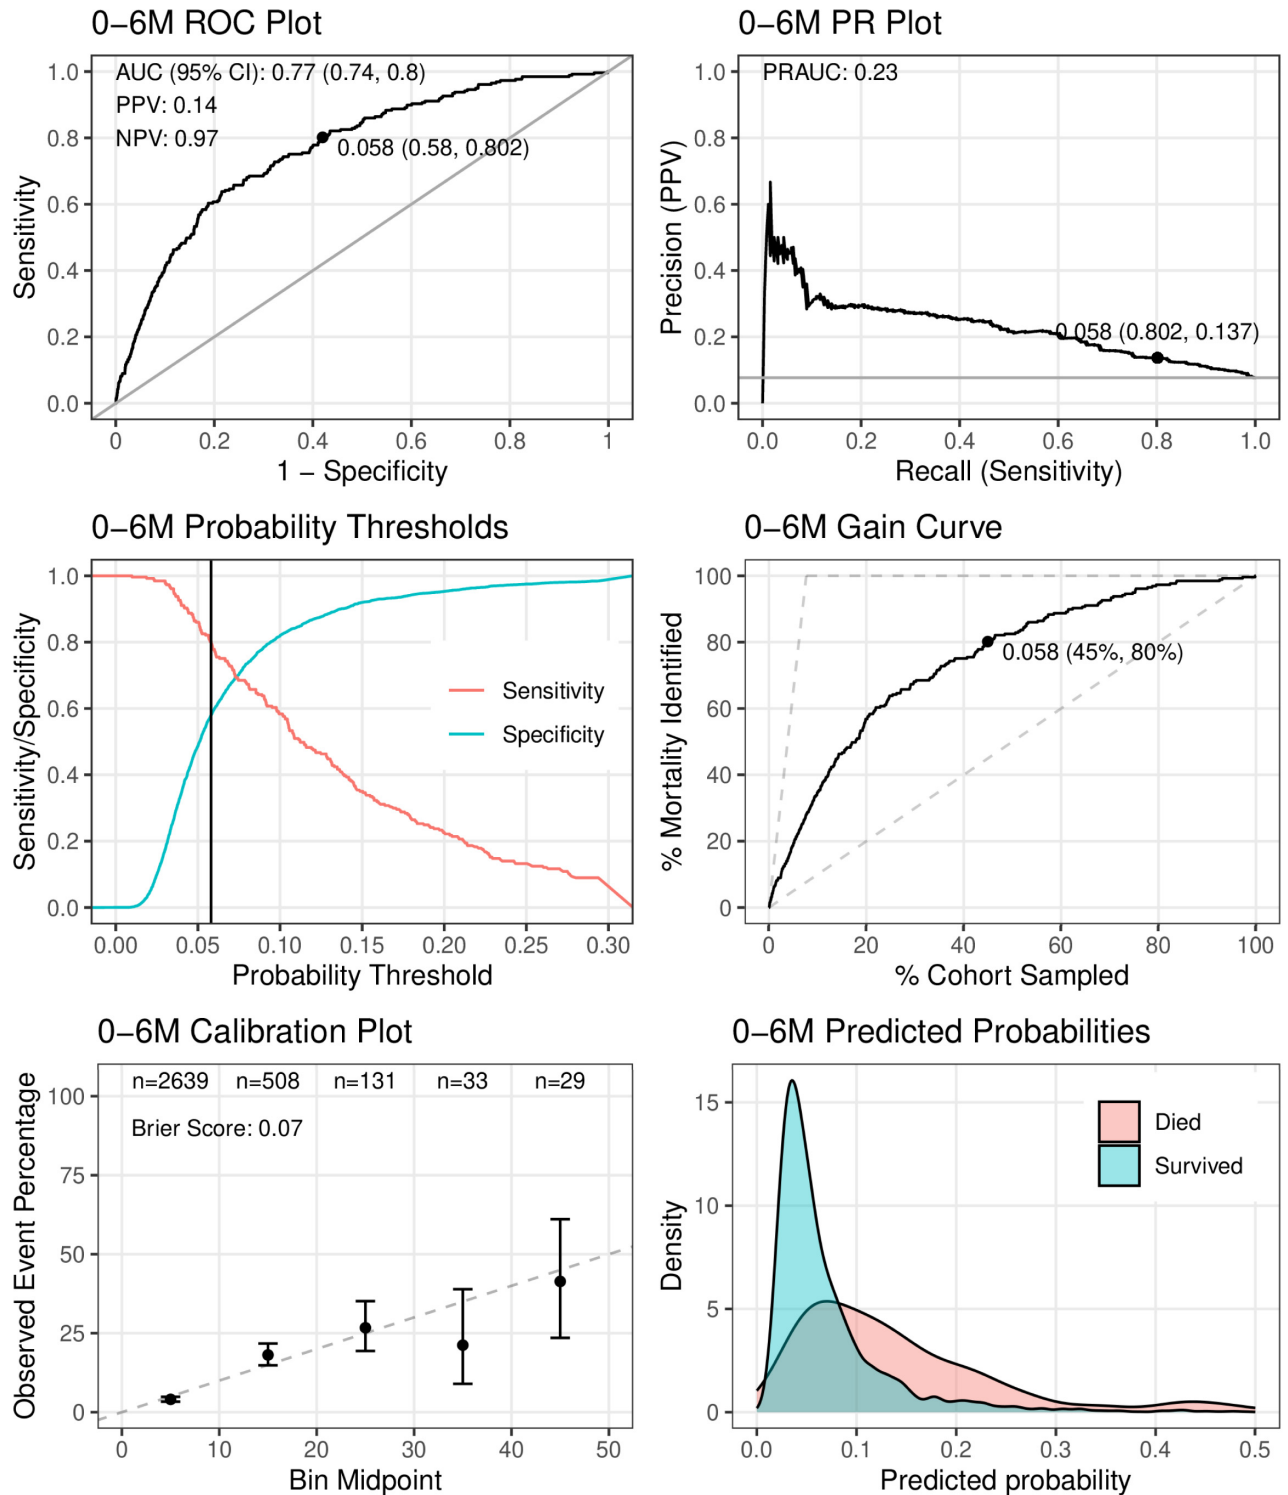 0−6M ROC Plot
AUC (95% CI): 0.77 (0.74, 0.8)
PPV: 0.14
NPV: 0.97
0.058 (0.58, 0.802)
1.0
0.8
0.6
0.4
0.2
0.0
Sensitivity
0 0.2 0.4 0.6 0.8 1
1 − Specificity
0−6M PR Plot
PRAUC: 0.23
0.058 (0.802, 0.137)
1.0
0.8
0.6
0.4
0.2
0.0
Precision (PPV)
0.0 0.2 0.4 0.6 0.8 1.0
Recall (Sensitivity)
0−6M Probability Thresholds
1.0
0.8
0.6
0.4
0.2
0.0
Sensitivity/Specificity
Sensitivity
Specificity
0.00 0.05 0.10 0.15 0.20 0.25 0.30
Probability Threshold
0−6M Gain Curve
100
80
60
40
20
0
% Mortality Identified
0.058 (45%, 80%)
0 20 40 60 80 100
% Cohort Sampled
0−6M Calibration Plot
n=2639 n=508 n=131 n=33 n=29
Brier Score: 0.07
100
75
50
25
0
Observed Event Percentage
0 10 20 30 40 50
Bin Midpoint
0−6M Predicted Probabilities
15
10
5
0
Density
Died
Survived
0.0 0.1 0.2 0.3 0.4 0.5
Predicted probability